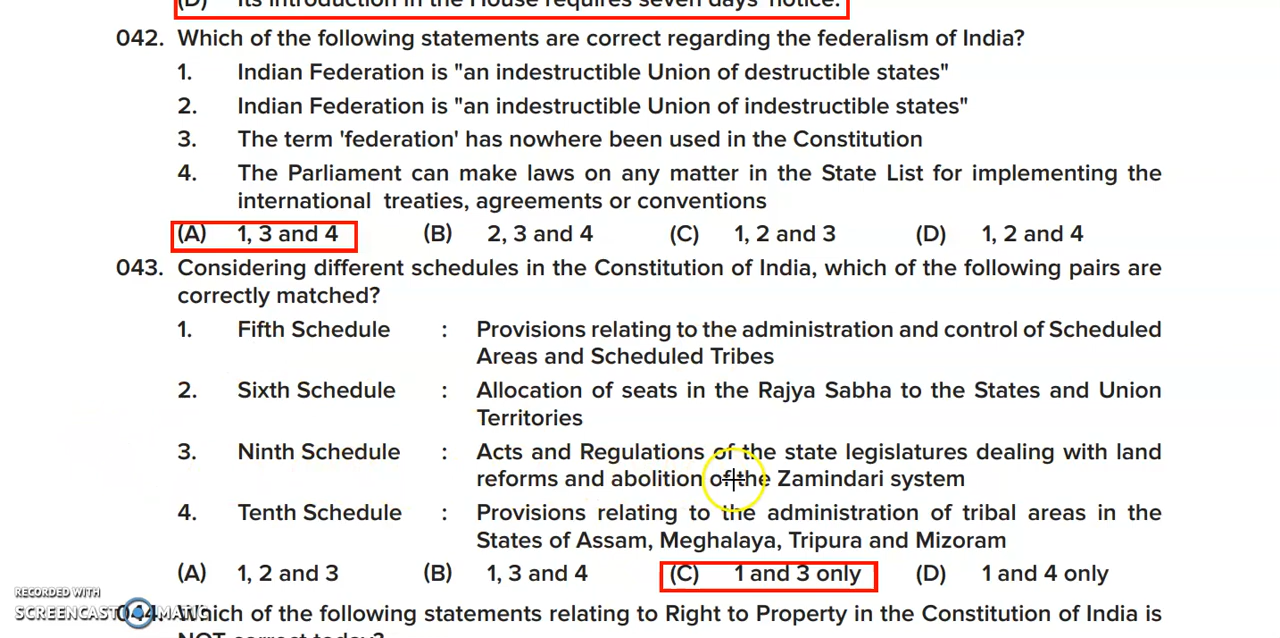 (D) Its introduction in the House requires seven days' notice.
042. Which of the following statements are correct regarding the federalism of India?
1. Indian Federation is "an indestructible Union of destructible states"
2. Indian Federation is "an indestructible Union of indestructible states"
3. The term 'federation' has nowhere been used in the Constitution
4. The Parliament can make laws on any matter in the State List for implementing the
international treaties, agreements or conventions
(A) 1, 3 and 4 (B) 2, 3 and 4 (C) 1, 2 and 3 (D) 1, 2 and 4
043. Considering different schedules in the Constitution of India, which of the following pairs are
correctly matched?
1. Fifth Schedule : Provisions relating to the administration and control of Scheduled
Areas and Scheduled Tribes
2. Sixth Schedule : Allocation of seats in the Rajya Sabha to the States and Union
Territories
3. Ninth Schedule : Acts and Regulations of the state legislatures dealing with land
reforms and abolition of the Zamindari system
4. Tenth Schedule : Provisions relating to the administration of tribal areas in the
States of Assam, Meghalaya, Tripura and Mizoram
(A) 1, 2 and 3 (B) 1, 3 and 4 (C) 1 and 3 only (D) 1 and 4 only
RECORDED WITH
SCREENCAST-O-MATIC
044. Which of the following statements relating to Right to Property in the Constitution of India is
NOT correct today?